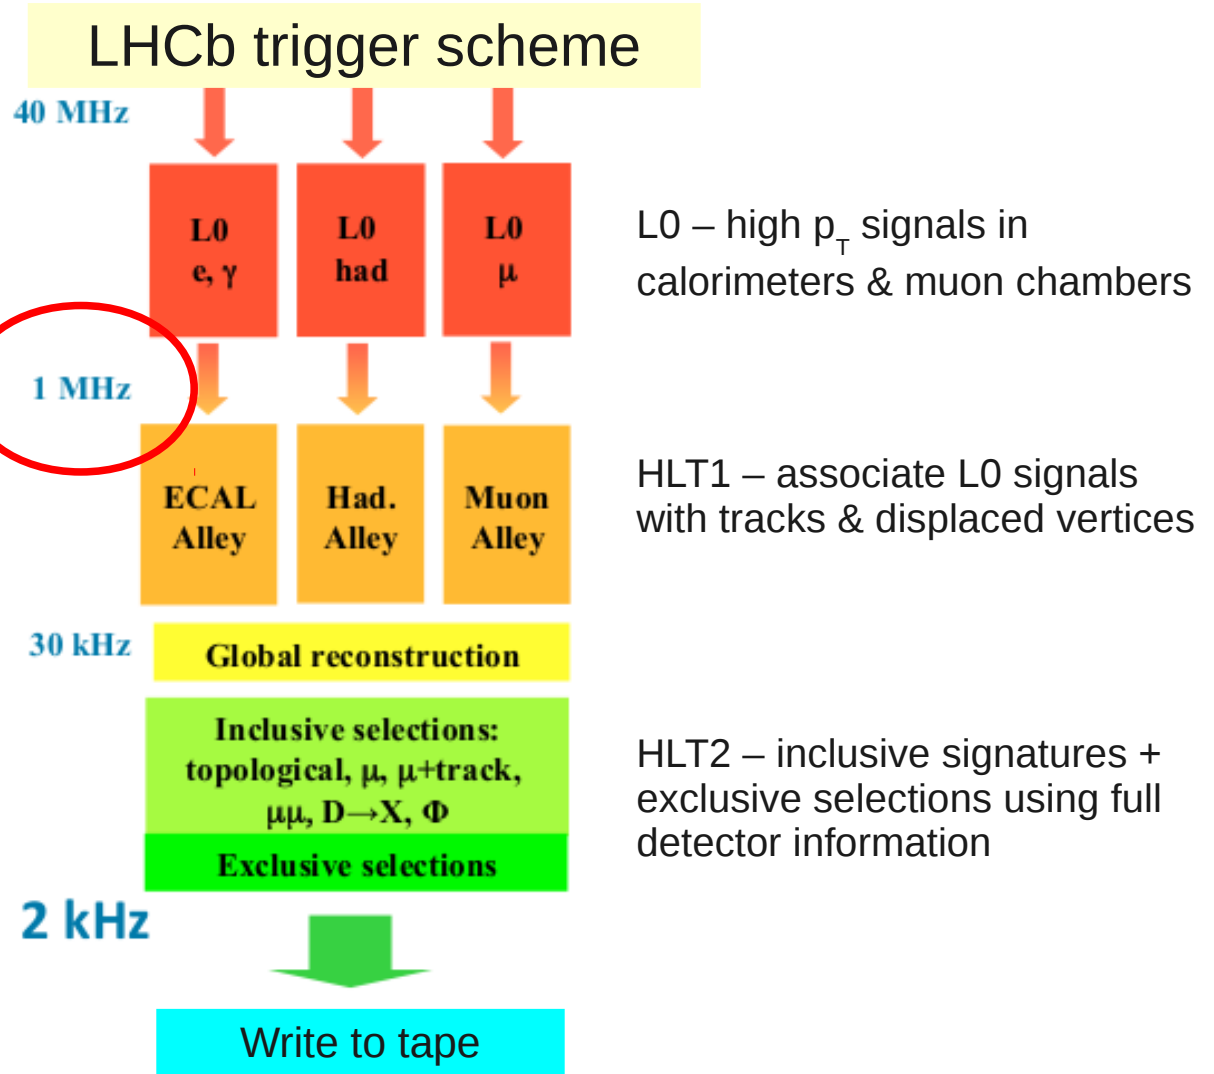 LHCb trigger scheme
40 MHz
L0
e, γ
L0
had
L0
μ
L0 – high pT signals in
calorimeters & muon chambers
1 MHz
ECAL
Alley
Had.
Alley
Muon
Alley
HLT1 – associate L0 signals
with tracks & displaced vertices
30 kHz
Global reconstruction
Inclusive selections:
topological, μ, μ+track,
μμ, D→X, Φ
Exclusive selections
HLT2 – inclusive signatures +
exclusive selections using full
detector information
2 kHz
Write to tape